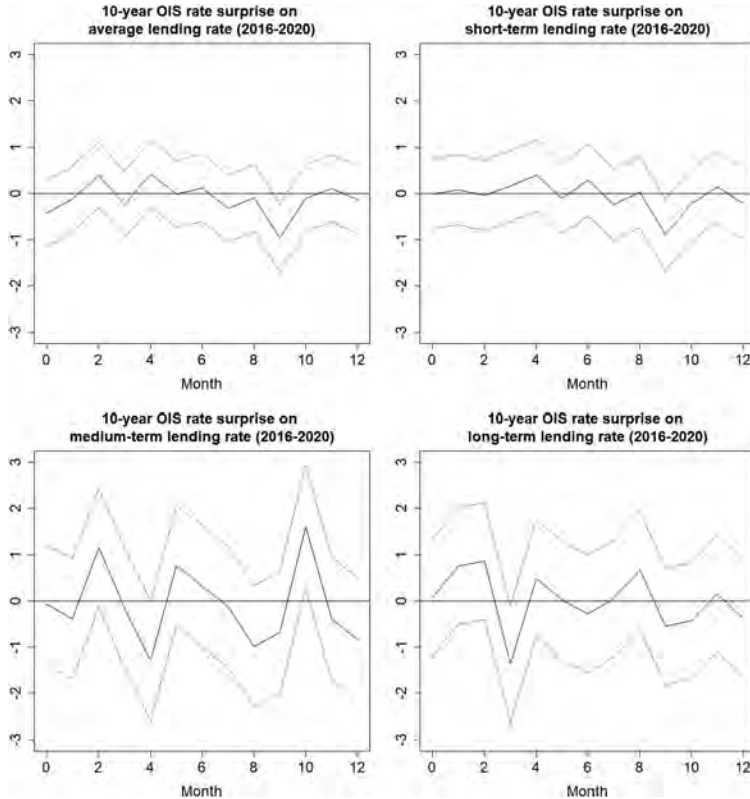 10-year OIS rate surprise on
average lending rate (2016-2020)
3
2
1
0
-1
-2
-3
0 2 4 6 8 10 12
Month
10-year OIS rate surprise on
short-term lending rate (2016-2020)
3
2
1
0
-1
-2
-3
0 2 4 6 8 10 12
Month
10-year OIS rate surprise on
medium-term lending rate (2016-2020)
3
2
1
0
-1
-2
-3
0 2 4 6 8 10 12
Month
10-year OIS rate surprise on
long-term lending rate (2016-2020)
3
2
1
0
-1
-2
-3
0 2 4 6 8 10 12
Month